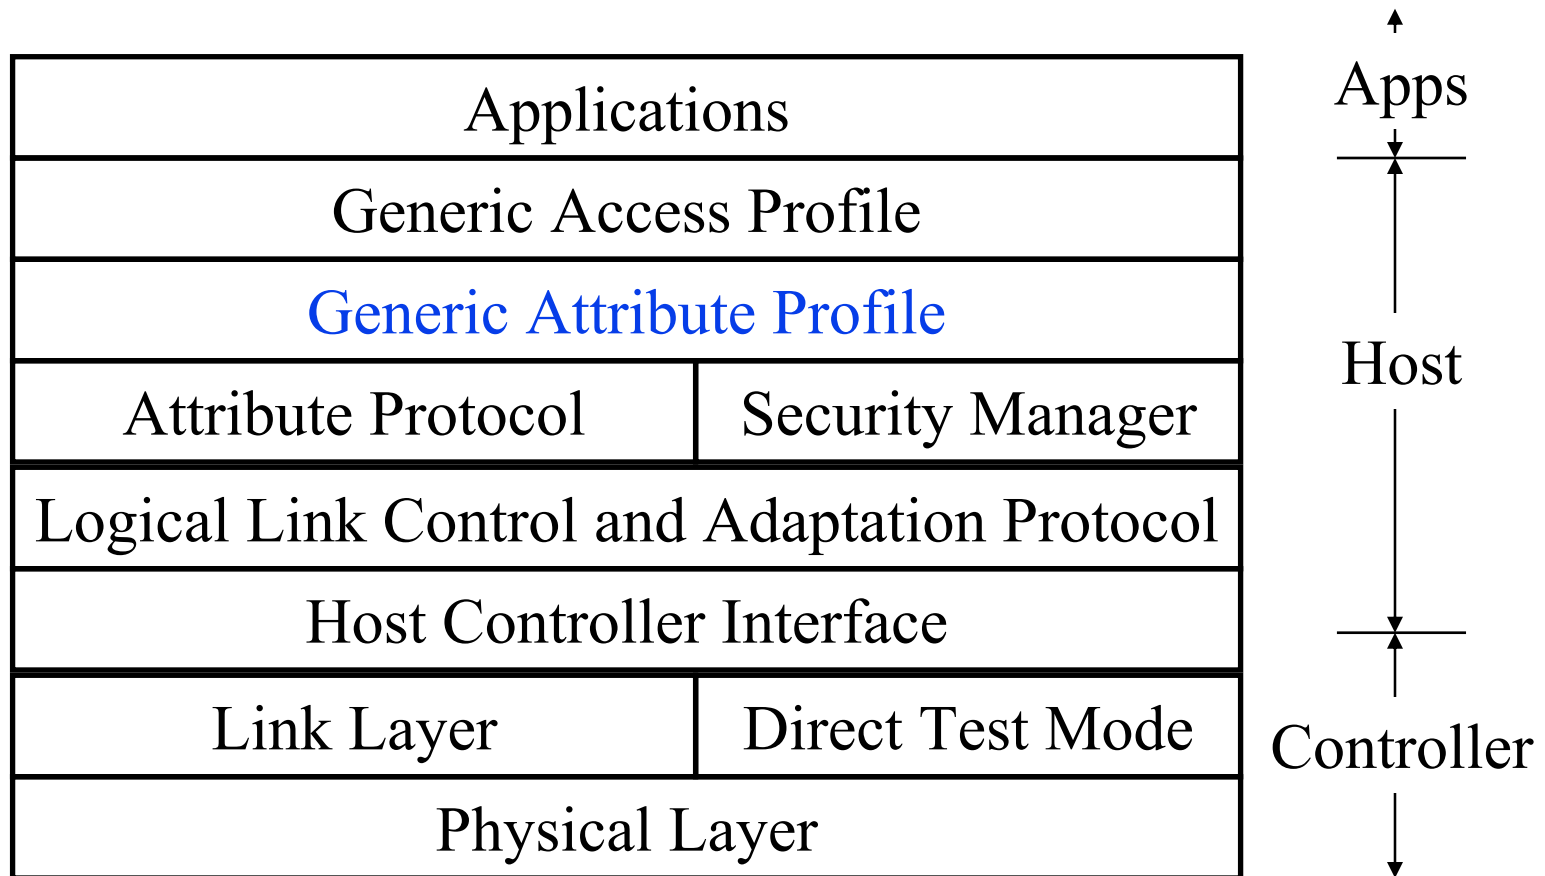 Applications
Generic Access Profile
Generic Attribute Profile
Attribute Protocol
Security Manager
Logical Link Control and Adaptation Protocol
Host Controller Interface
Link Layer
Direct Test Mode
Physical Layer
Apps
Host
Controller